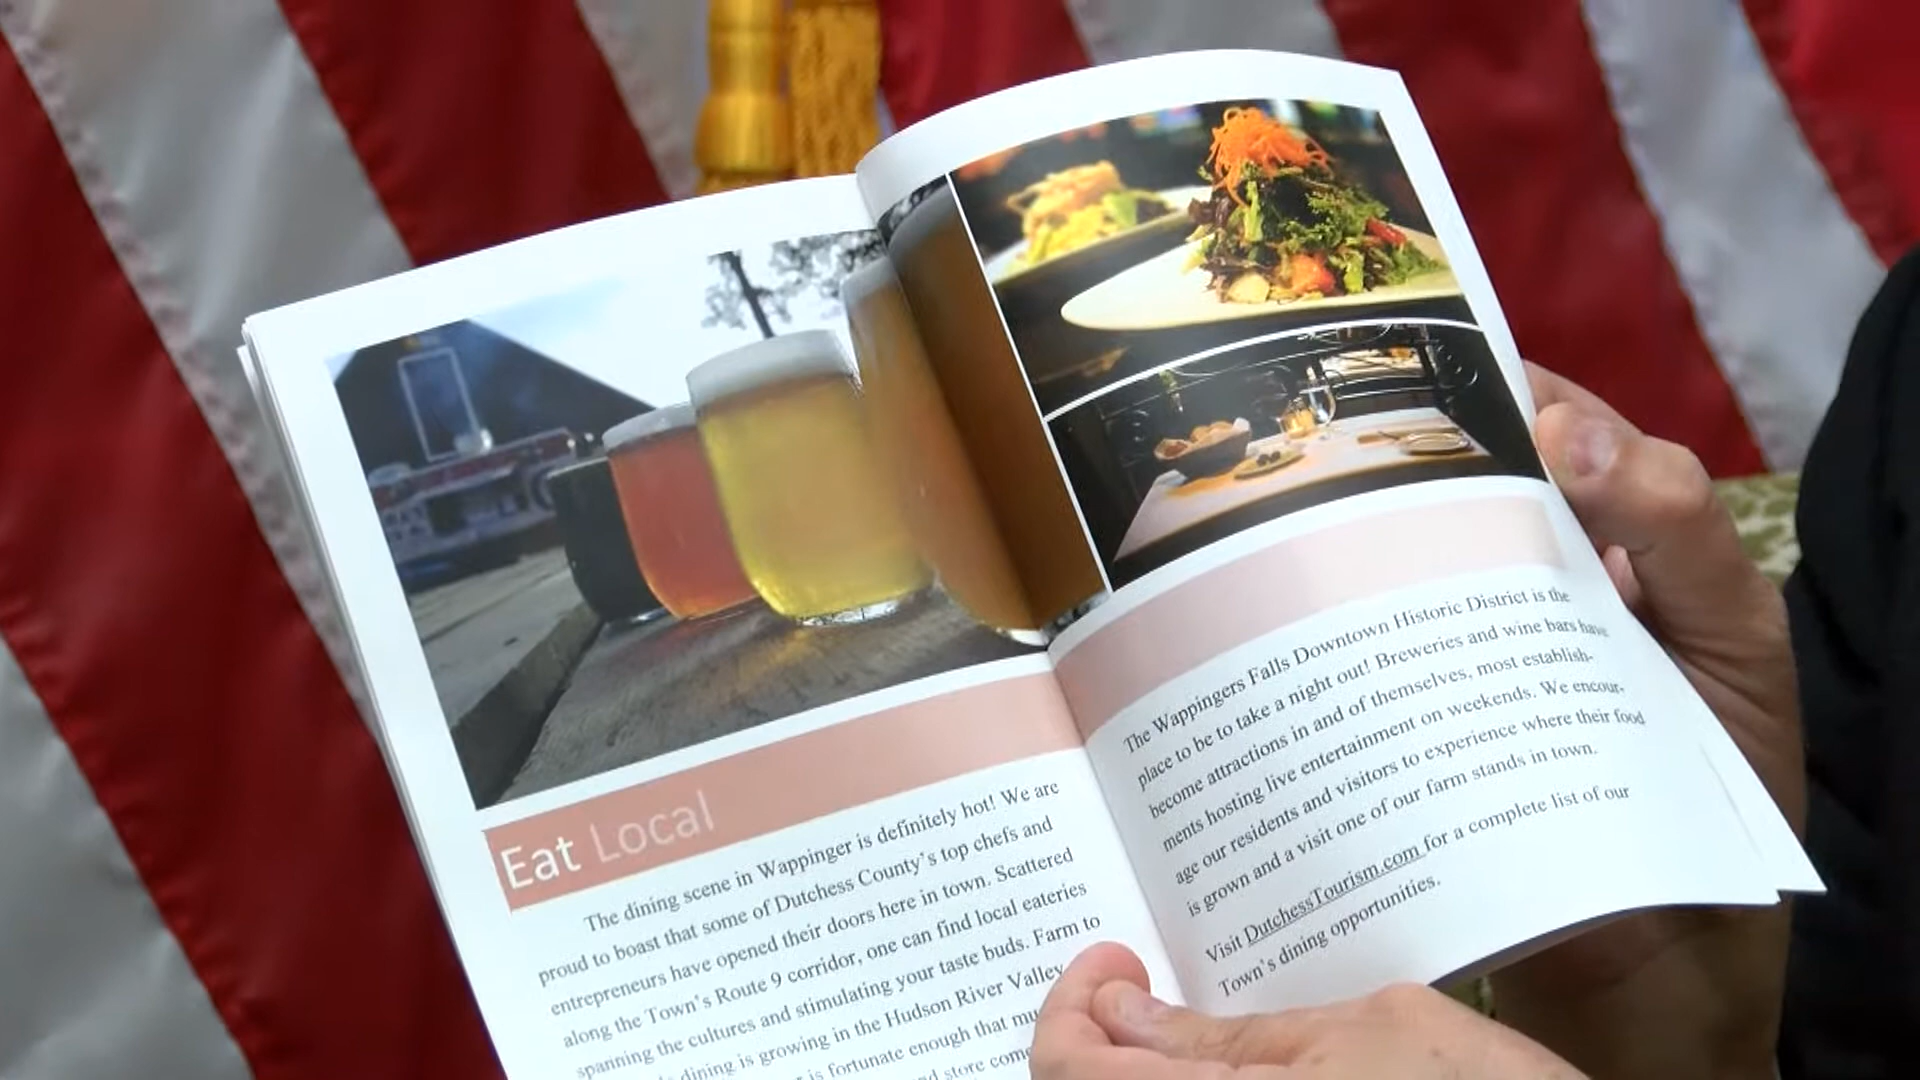 Eat Local
The dining scene in Wappinger is definitely hot! We are
proud to boast that some of Dutchess County's top chefs and
entrepreneurs have opened their doors here in town. Scattered
along the Town's Route 9 corridor, one can find local eateries
spanning the cultures and stimulating your taste buds. Farm to
dining is growing in the Hudson River Valley
is fortunate enough that
store
The Wappingers Falls Downtown Historic District is the
place to be to take a night out! Breweries and wine bars have
become attractions in and of themselves, most establish-
ments hosting live entertainment on weekends. We encour-
age our residents and visitors to experience where their food
is grown and a visit one of our farm stands in town.
Visit DutchessTourism.com for a complete list of our
Town's dining opportunities.